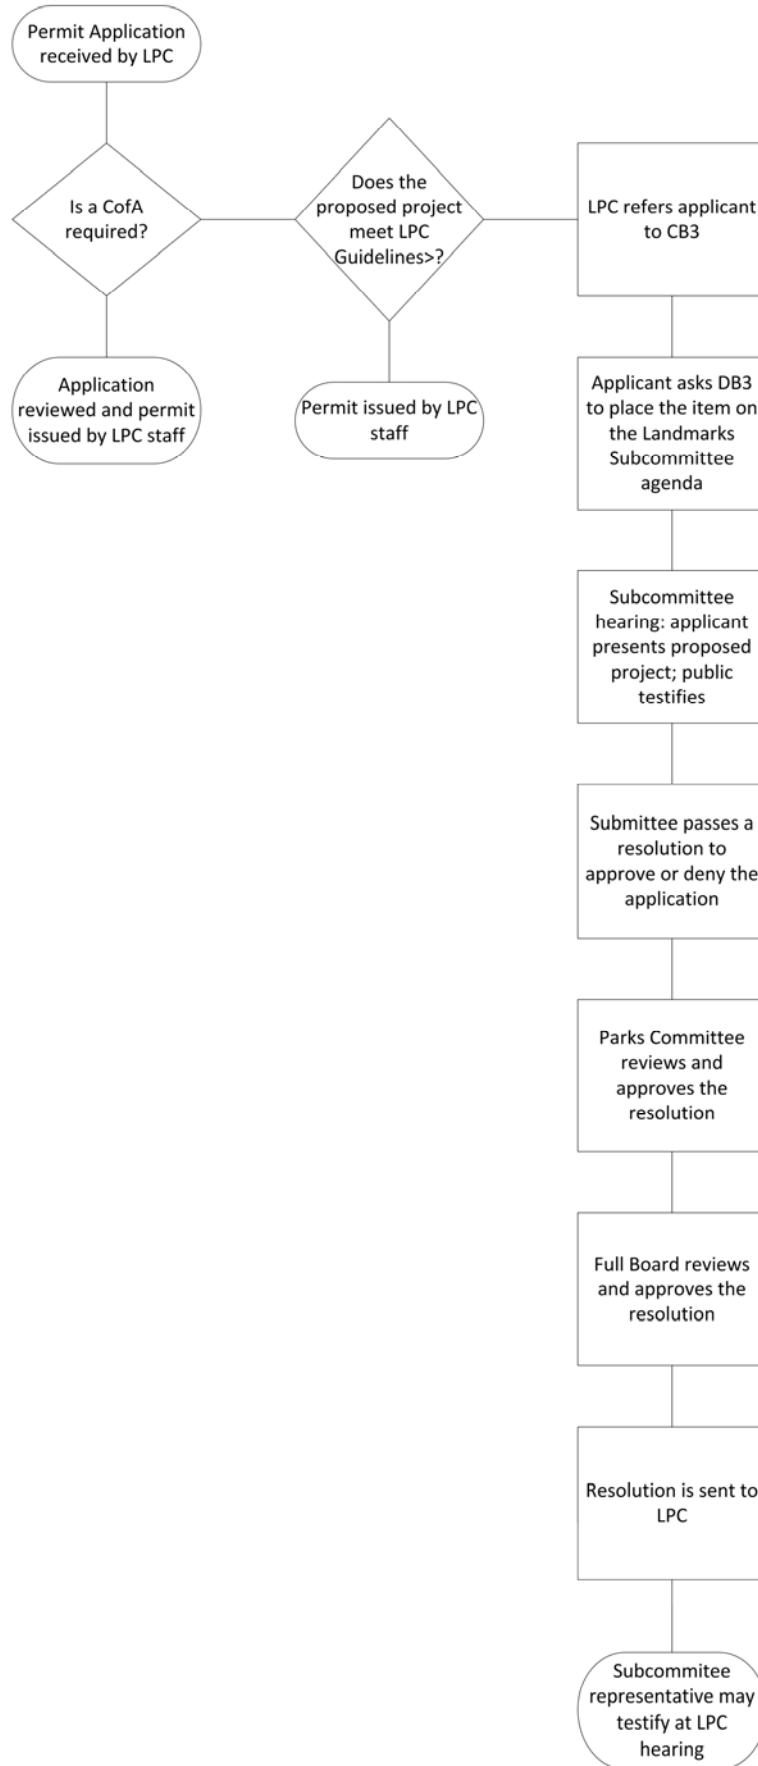 Permit Application
received by LPC
Is a CofA
required?
Does the
proposed project
meet LPC
Guidelines>?
LPC refers applicant
to CB3
Application
reviewed and permit
issued by LPC staff
Permit issued by LPC
staff
Applicant asks DB3
to place the item on
the Landmarks
Subcommittee
agenda
Subcommittee
hearing: applicant
presents proposed
project; public
testifies
Submittee passes a
resolution to
approve or deny the
application
Parks Committee
reviews and
approves the
resolution
Full Board reviews
and approves the
resolution
Resolution is sent to
LPC
Subcommitee
representative may
testify at LPC
hearing